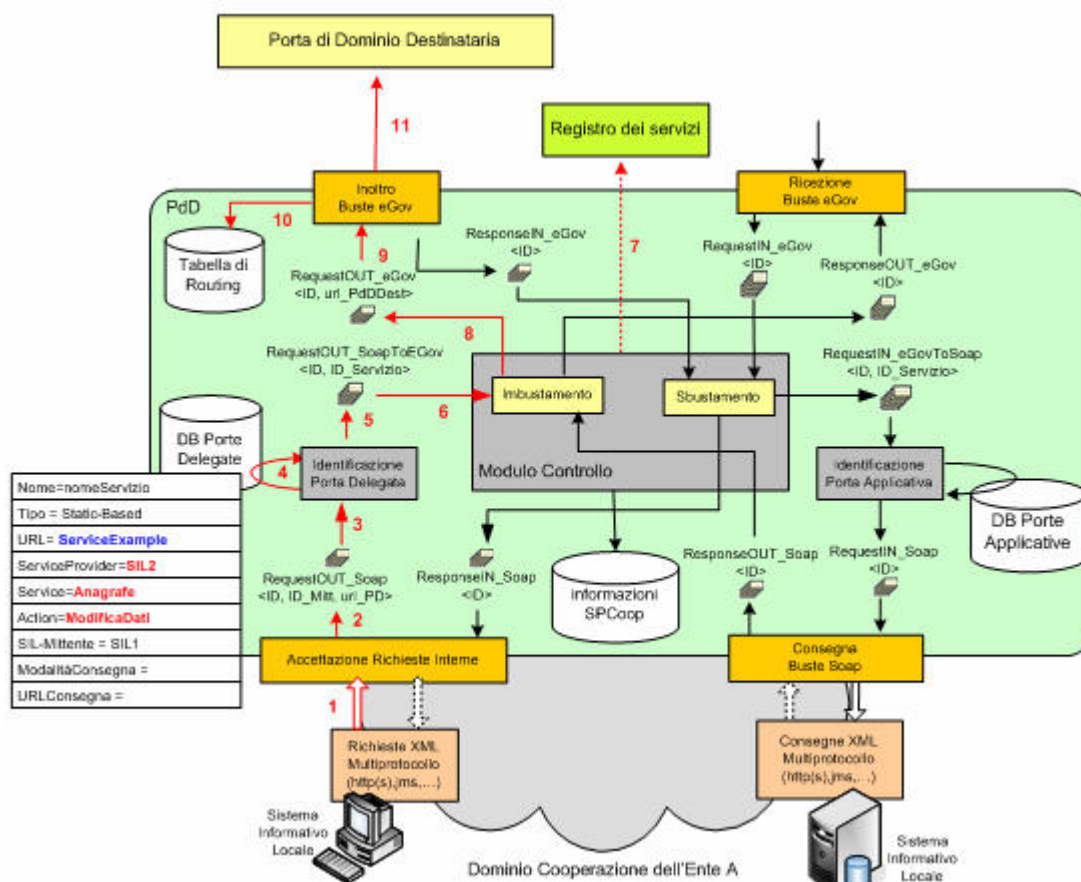 Porta di Dominio Destinataria
11
Registro dei servizi
Inoltro
Buste eGov
Ricezione
Buste eGov
PdD
10
9
7
Tabella di
Routing
ResponseIN_eGov
<ID>
RequestIN_eGov
<ID>
ResponseOUT_eGov
<ID>
RequestOUT_eGov
<ID, url_PdDDest>
8
RequestOUT_SoapToEGov
<ID, ID_Servizio>
RequestIN_eGovToSoap
<ID, ID_Servizio>
Imbustamento
Sbustamento
5
6
DB Porte
Delegate
4
Identificazione
Porta Delegata
Modulo Controllo
Identificazione
Porta Applicativa
DB Porte
Applicative
Nome=nomeServizio
Tipo = Static-Based
URL= ServiceExample
ServiceProvider=SIL2
Service=Anagrafe
Action=ModificaDati
SIL-Mittente = SIL1
ModalitàConsegna =
URLConsegna =
3
RequestOUT_Soap
<ID, ID_Mitt, url_PD>
2
ResponseIN_Soap
<ID>
informazioni
SPCoop
ResponseOUT_Soap
<ID>
RequestIN_Soap
<ID>
Accettazione Richieste Interne
Consegna
Buste Soap
1
Richieste XML
Multiprotocollo
(http(s),jms,...)
Consegne XML
Multiprotocollo
(http(s),jms,...)
Sistema
Informativo
Locale
Dominio Cooperazione dell'Ente A
Sistema
Informativo
Locale